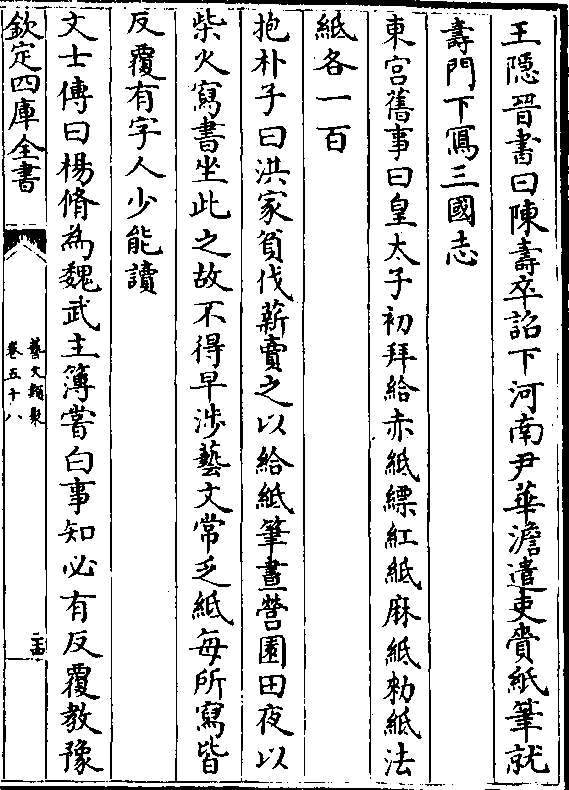 王隱晉書曰陳壽卒詔下河南尹華澹遣吏賫紙筆就
壽門下寫三國志
東宫舊事曰皇太子初拜給赤紙縹紅紙麻紙勑紙法
紙各一百
抱朴子曰洪家貧伐薪賣之以給紙筆晝營園田夜以
柴火寫書坐此之故不得早涉藝文常乏紙每所寫皆
反覆有字人少能讀
文士傳曰楊脩為魏武主簿嘗白事知必有反覆教豫
欽定四庫全書
藝文類聚
卷五十八
二十五